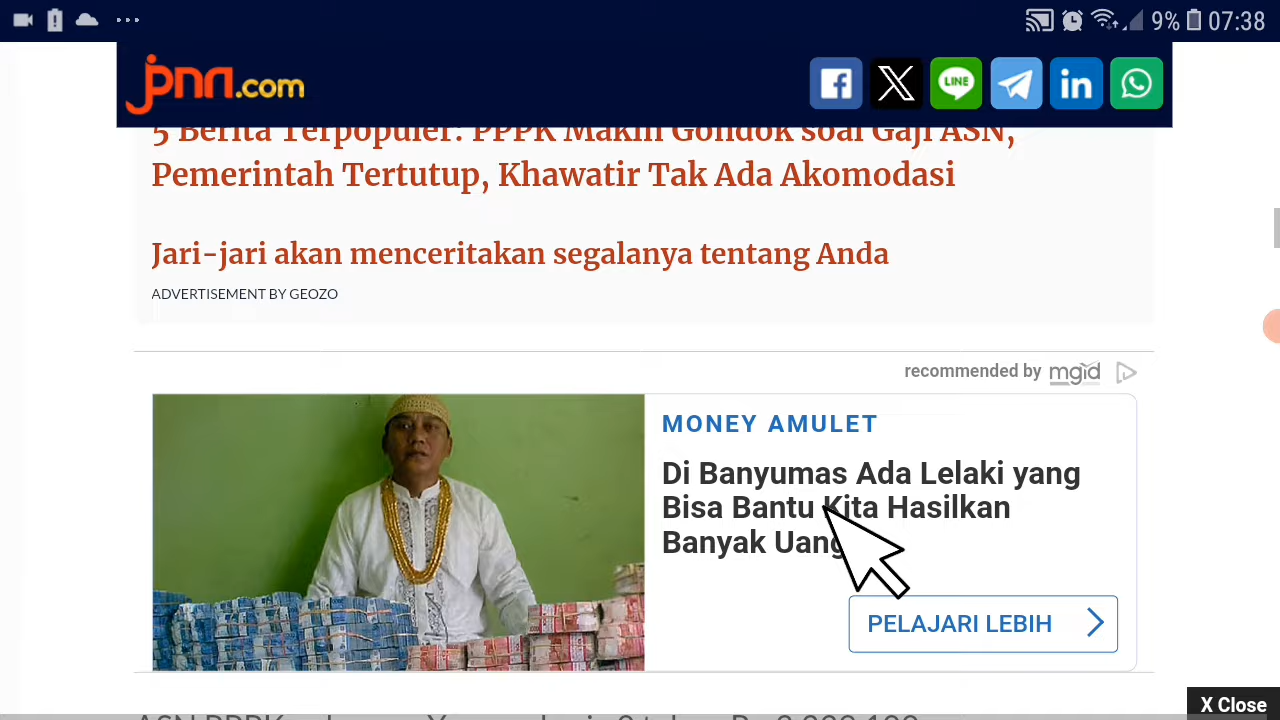 9% 07:38
jpnn.com
LINE
5 Berita Terpopuler: PPPK Makin Gondok soal Gaji ASN,
Pemerintah Tertutup, Khawatir Tak Ada Akomodasi
Jari-jari akan menceritakan segalanya tentang Anda
ADVERTISEMENT BY GEOZO
recommended by mgid
MONEY AMULET
Di Banyumas Ada Lelaki yang
Bisa Bantu Kita Hasilkan
Banyak Uang
PELAJARI LEBIH
X Close